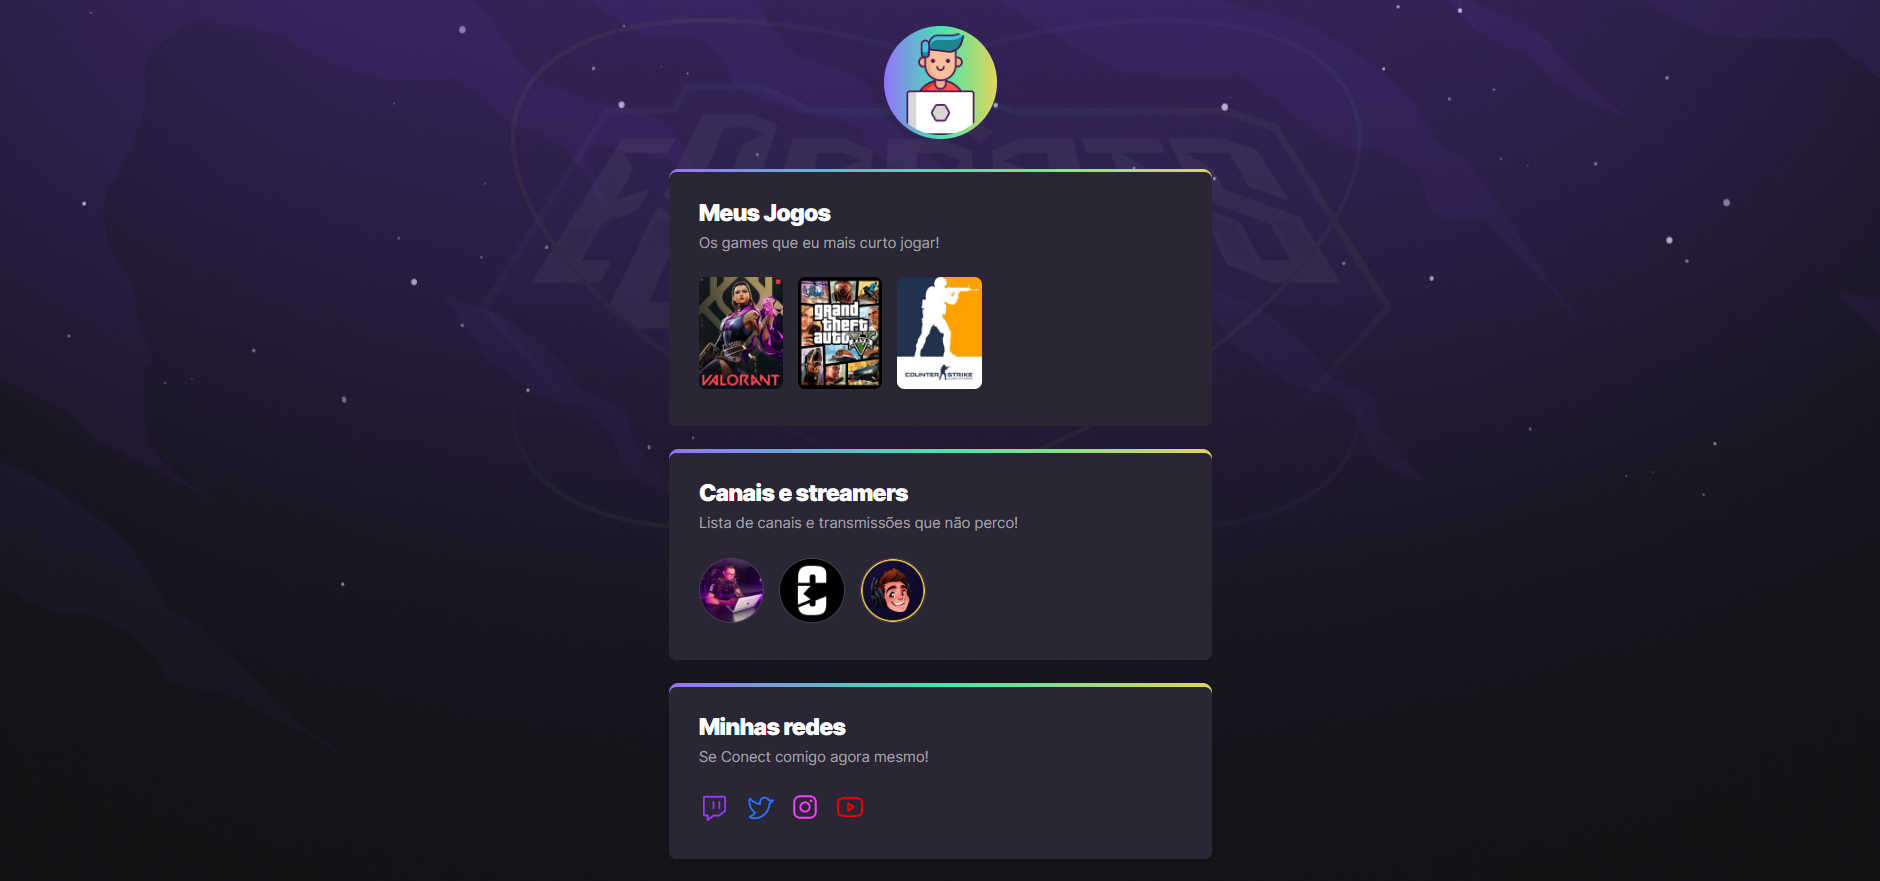 eSports
Meus Jogos
Os games que eu mais curto jogar!
VALORANT
grand
theft
auto
COUNTER STRIKE
Canais e streamers
Lista de canais e transmissões que não perco!
Minhas redes
Se Conect comigo agora mesmo!